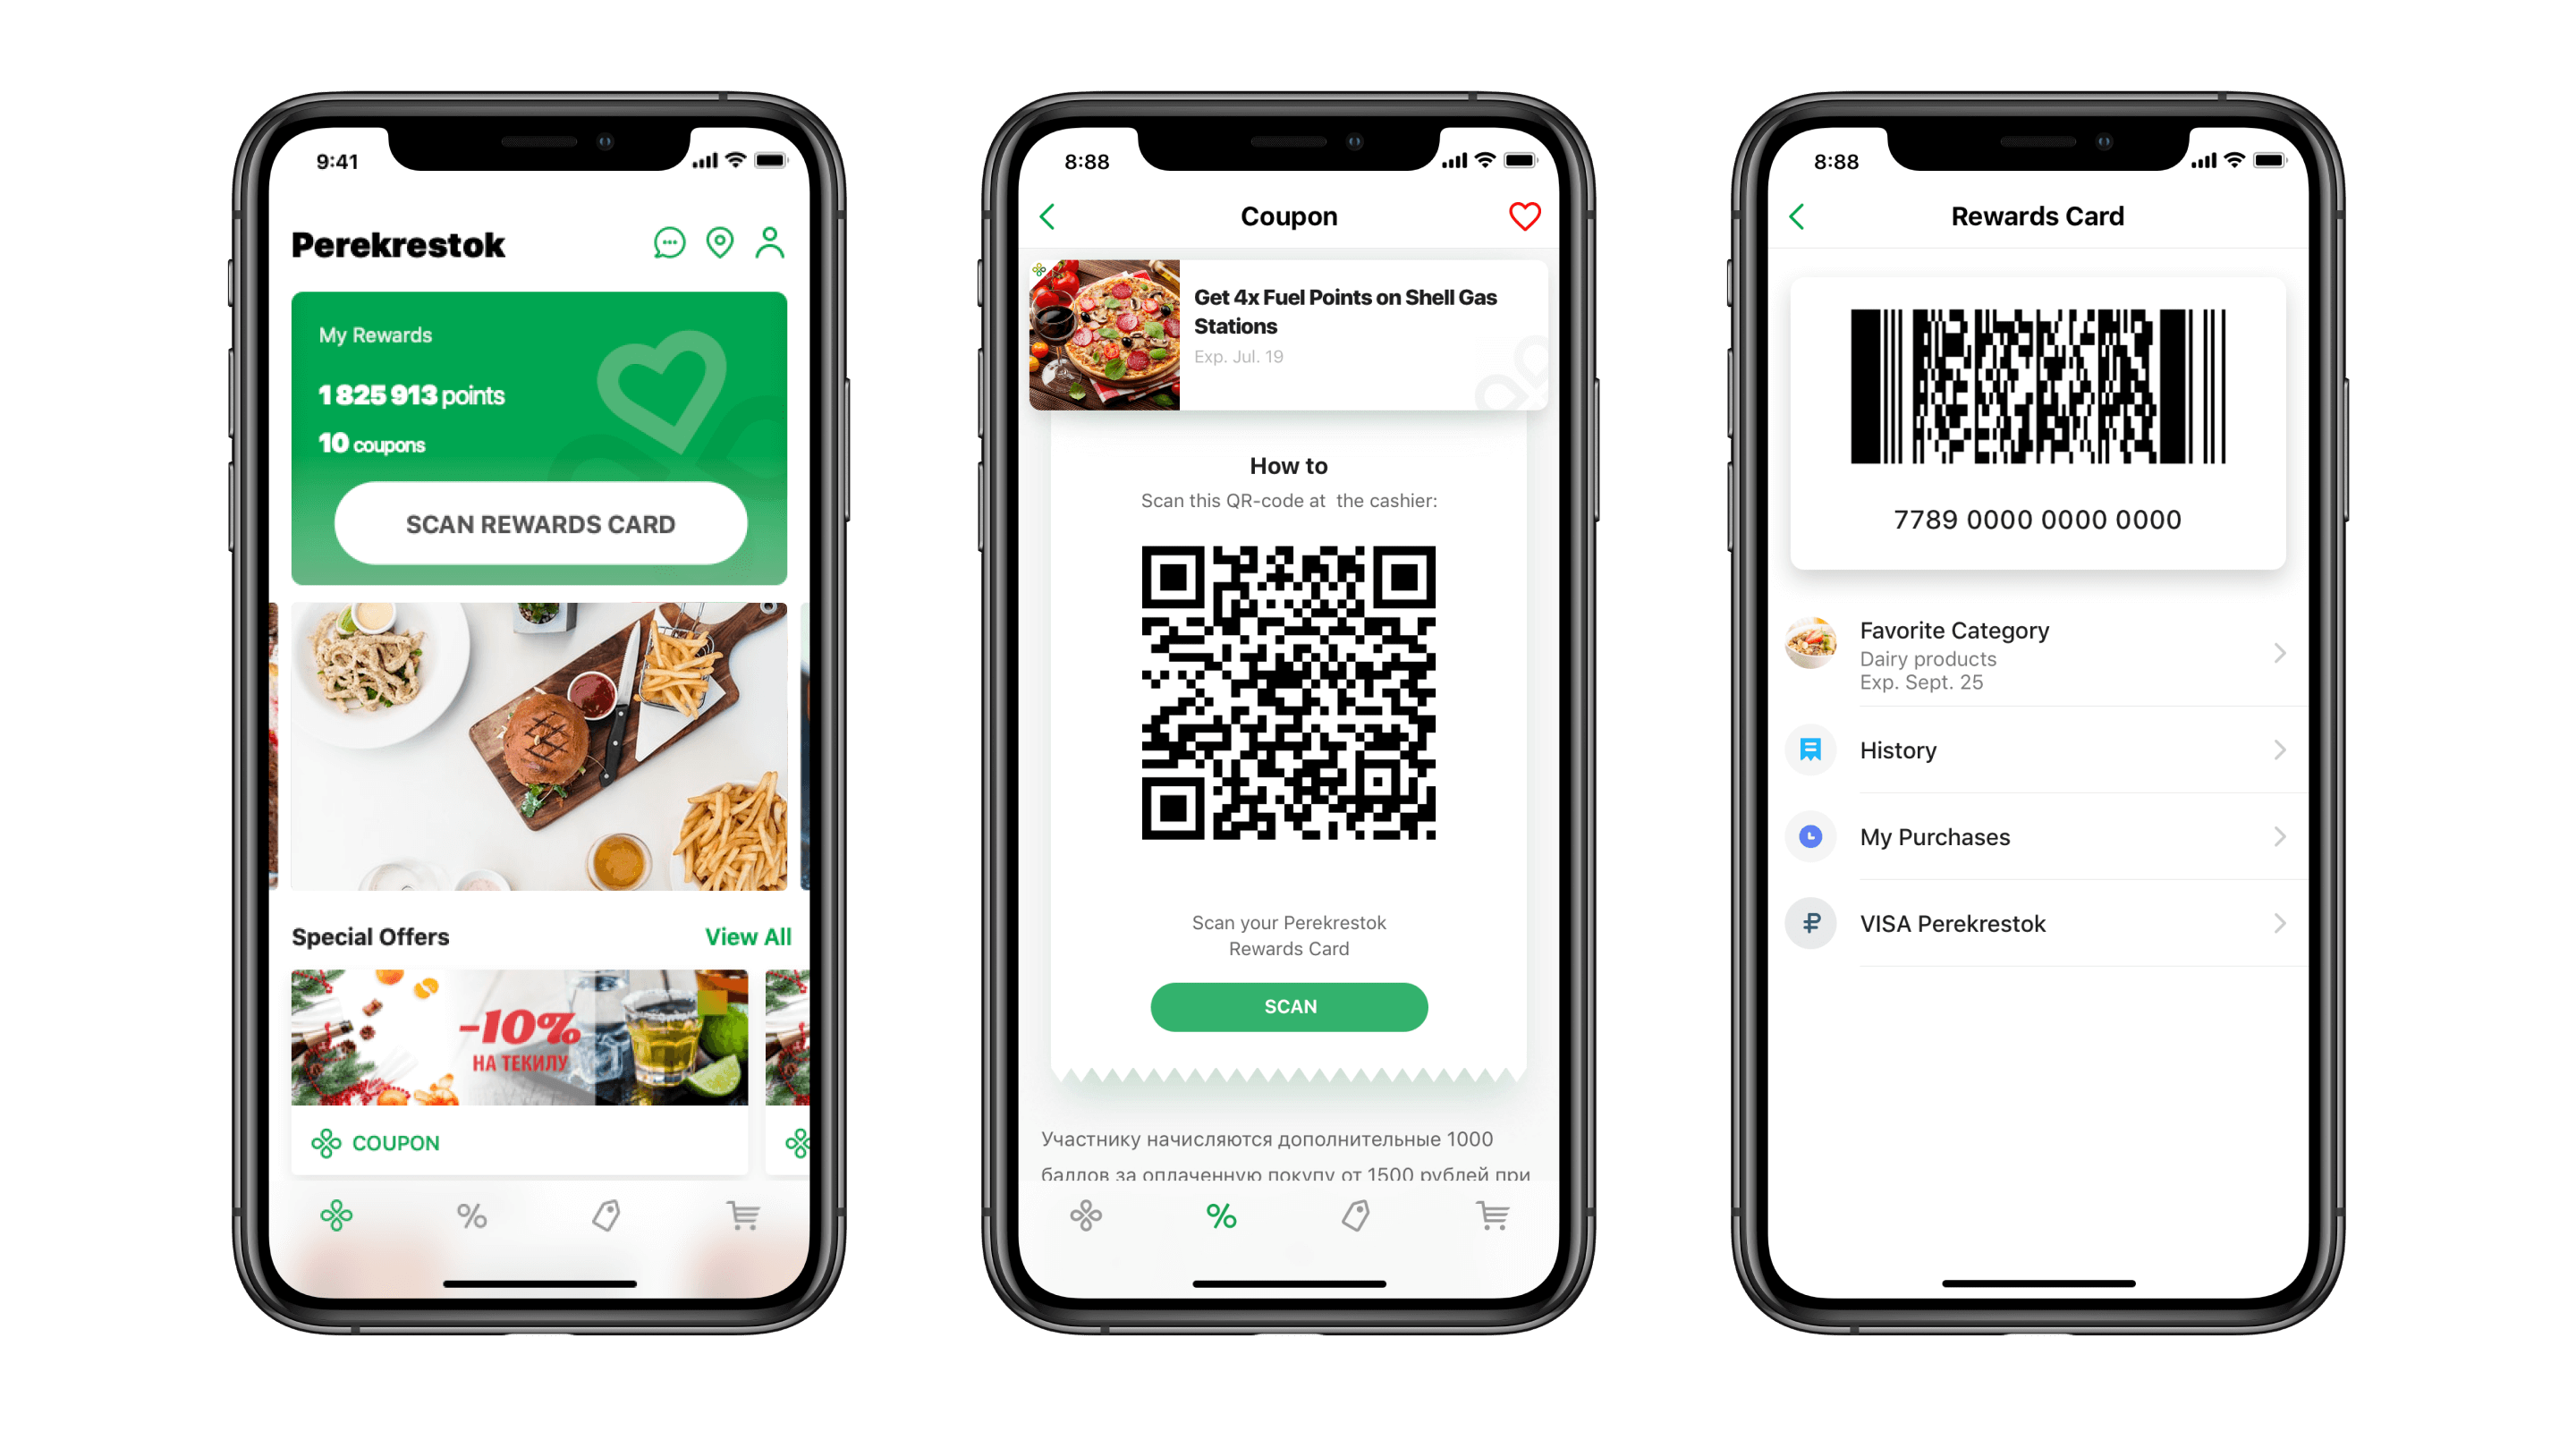 9:41
Perekrestok
My Rewards
1 825 913 points
10 coupons
SCAN REWARDS CARD
Special Offers View All
-10%
НА ТЕКИЛУ
COUPON
8:88
Coupon
Get 4x Fuel Points on Shell Gas
Stations
Exp. Jul. 19
How to
Scan this QR-code at the cashier:
Scan your Perekrestok
Rewards Card
SCAN
Участнику начисляются дополнительные 1000
баллов за оплаченную покупку от 1500 рублей при
8:88
Rewards Card
7789 0000 0000 0000
Favorite Category
Dairy products
Exp. Sept. 25
History
My Purchases
VISA Perekrestok